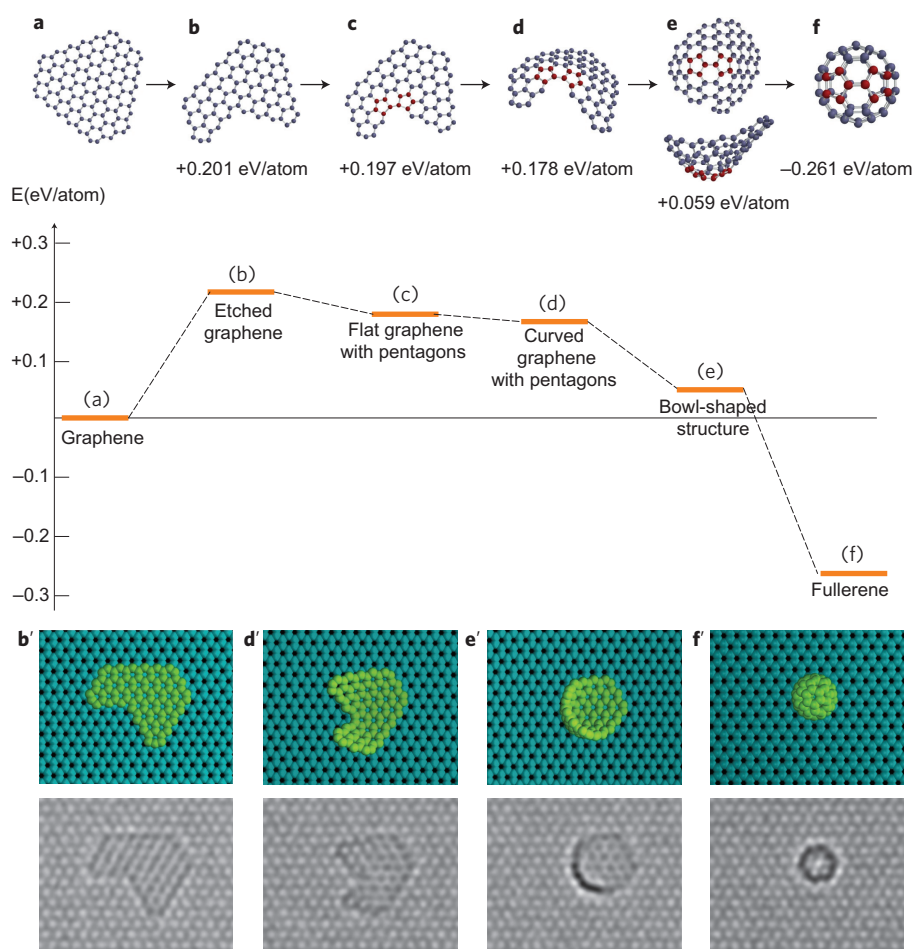 a
b
c
d
e
f
+0.201 eV/atom
+0.197 eV/atom
+0.178 eV/atom
+0.059 eV/atom
−0.261 eV/atom
E(eV/atom)
+0.3
+0.2
+0.1
−0.1
−0.2
−0.3
(a)
Graphene
(b)
Etched
graphene
(c)
Flat graphene
with pentagons
(d)
Curved
graphene
with pentagons
(e)
Bowl-shaped
structure
(f)
Fullerene
b′
d′
e′
f′